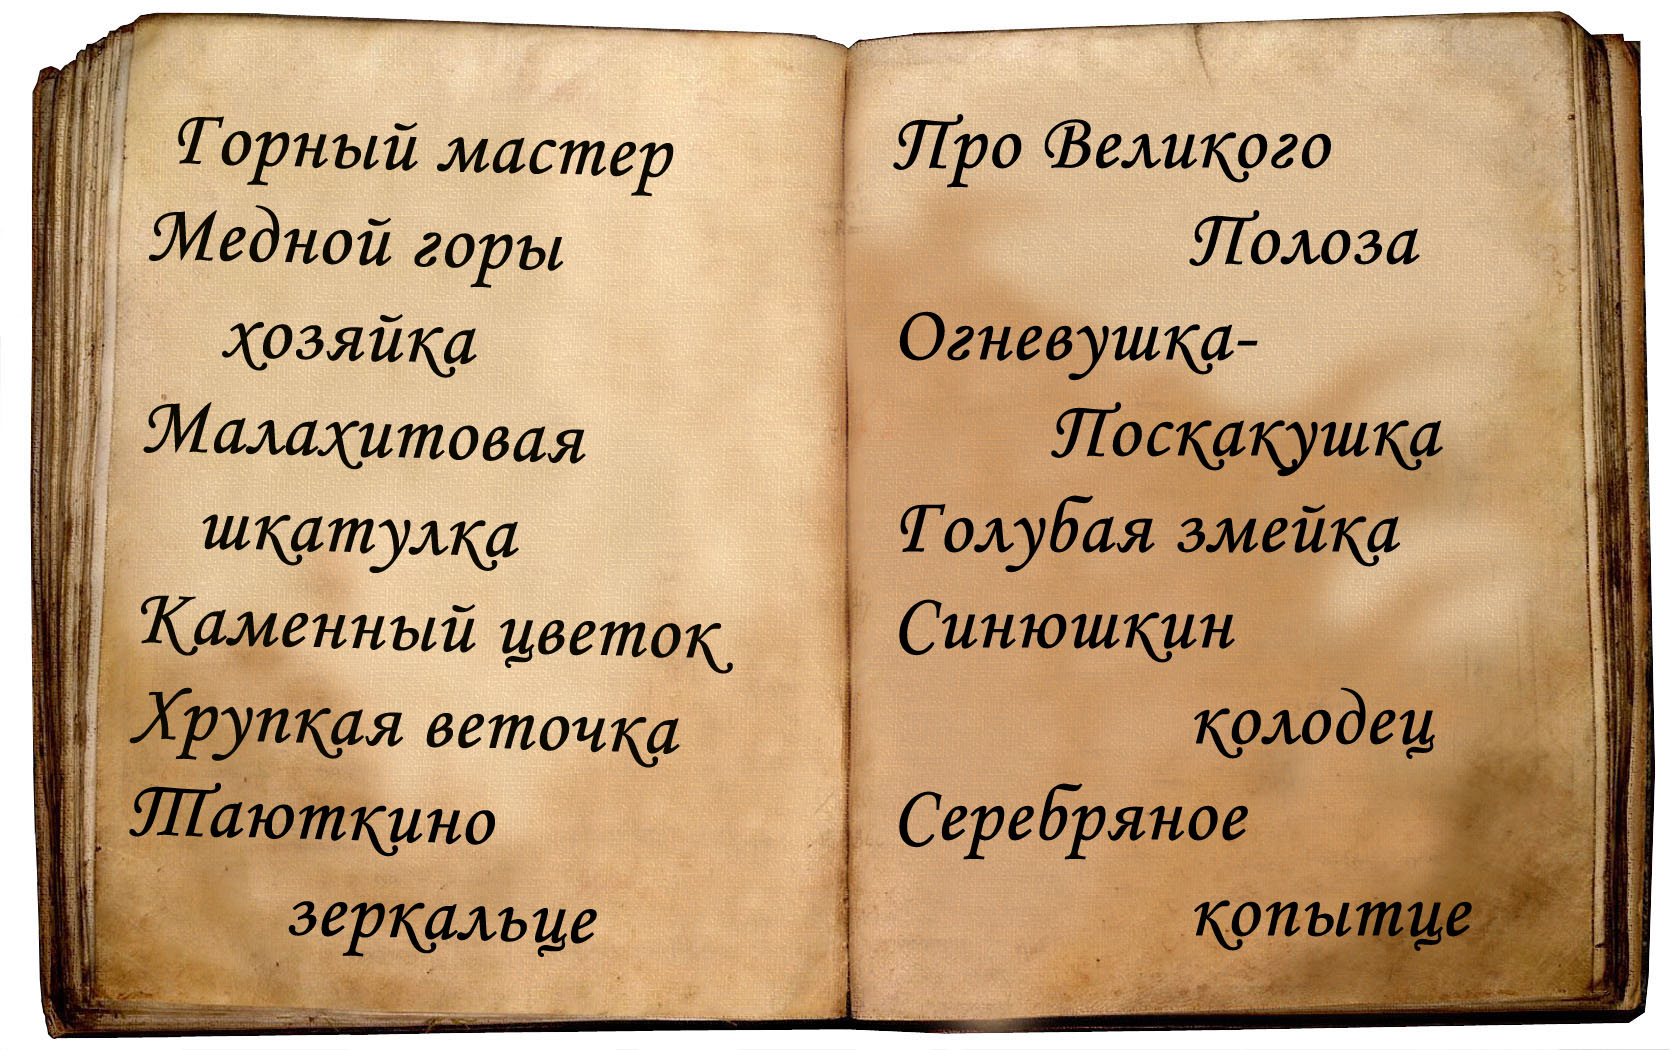 Горный мастер
Медной горы
хозяйка
Малахитовая
шкатулка
Каменный цветок
Хрупкая веточка
Таюткино
зеркальце
Про Великого
Полоза
Огневушка-
Поскакушка
Голубая змейка
Синюшкин
колодец
Серебряное
копытце